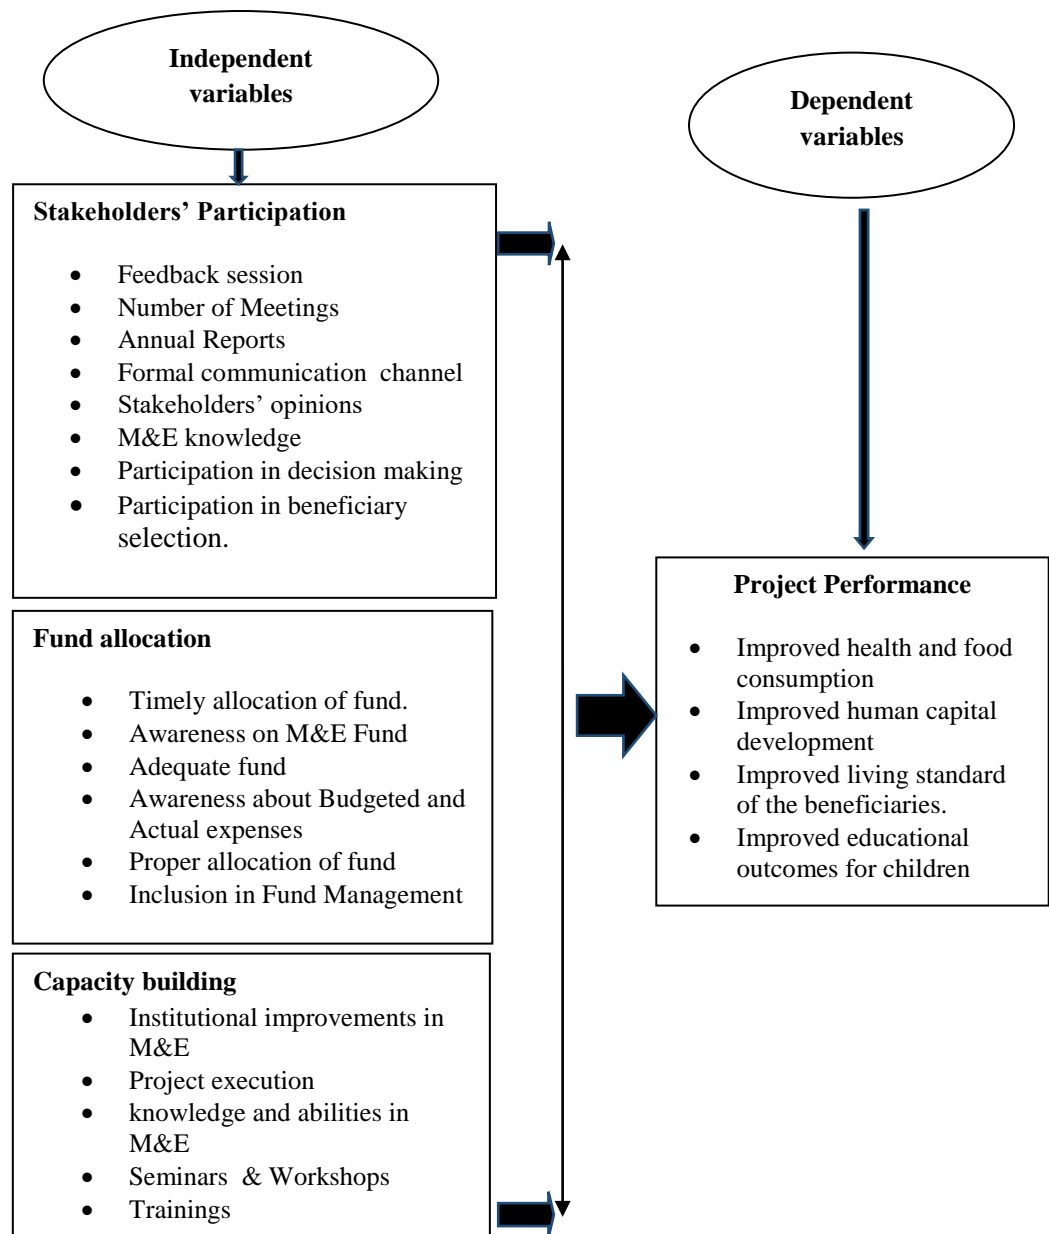 Independent
variables
Dependent
variables
Stakeholders’ Participation
• Feedback session
• Number of Meetings
• Annual Reports
• Formal communication  channel
• Stakeholders’ opinions
• M&E knowledge
• Participation in decision making
• Participation in beneficiary
selection.
Fund allocation
• Timely allocation of fund.
• Awareness on M&E Fund
• Adequate fund
• Awareness about Budgeted and
Actual expenses
• Proper allocation of fund
• Inclusion in Fund Management
Capacity building
• Institutional improvements in
M&E
• Project execution
• knowledge and abilities in
M&E
• Seminars  & Workshops
• Trainings
Project Performance
• Improved health and food
consumption
• Improved human capital
development
• Improved living standard
of the beneficiaries.
• Improved educational
outcomes for children